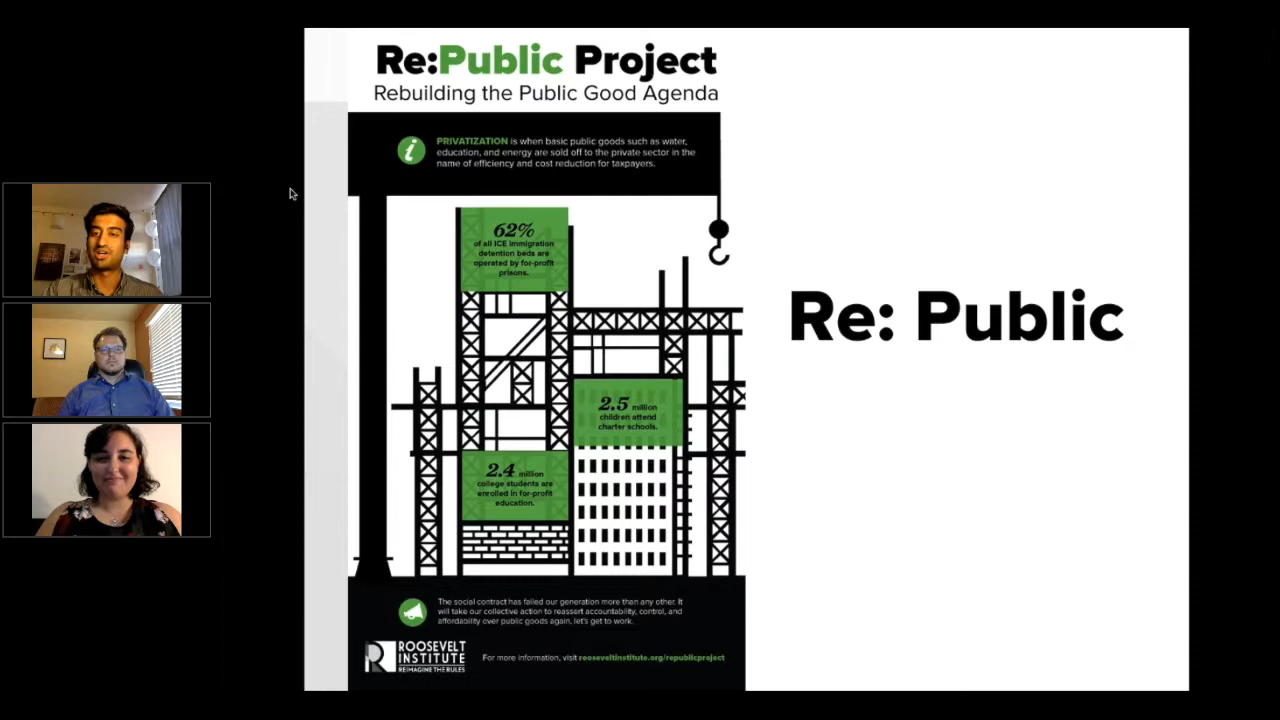 Re:Public Project
Rebuilding the Public Good Agenda
i
PRIVATIZATION is when basic public goods such as water,
education, and energy are sold off to the private sector in the
name of efficiency and cost reduction for taxpayers.
62%
of all ICE immigration
detention beds are
operated by for-profit
prisons.
Re: Public
2.5 million
children attend
charter schools.
2.4 million
college students are
enrolled in for-profit
education.
The social contract has failed our generation more than any other. It
will take our collective action to reassert accountability, control, and
affordability over public goods again, let's get to work.
R
ROOSEVELT
INSTITUTE
REIMAGINE THE RULES
For more information, visit rooseveltinstitute.org/republicproject